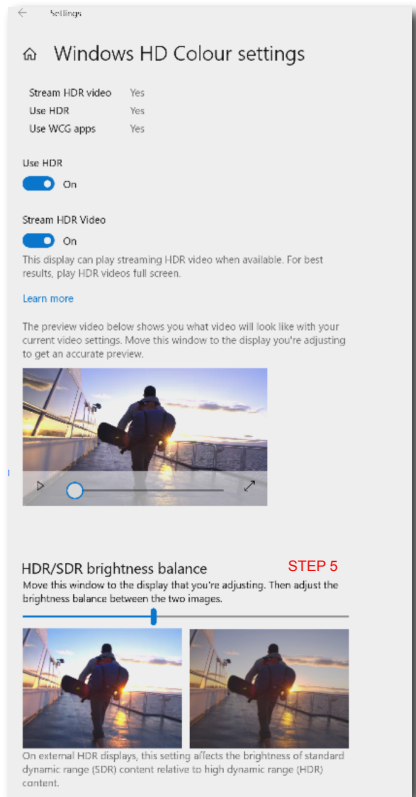 Settings
Windows HD Colour settings
Stream HDR video Yes
Use HDR Yes
Use WCG apps Yes
Use HDR
On
Stream HDR Video
On
This display can play streaming HDR video when available. For best
results, play HDR videos full screen.
Learn more
The preview video below shows you what video will look like with your
current video settings. Move this window to the display you're adjusting
to get an accurate preview.
HDR/SDR brightness balance STEP 5
Move this window to the display that you're adjusting. Then adjust the
brightness balance between the two images.
On external HDR displays, this setting affects the brightness of standard
dynamic range (SDR) content relative to high dynamic range (HDR)
content.